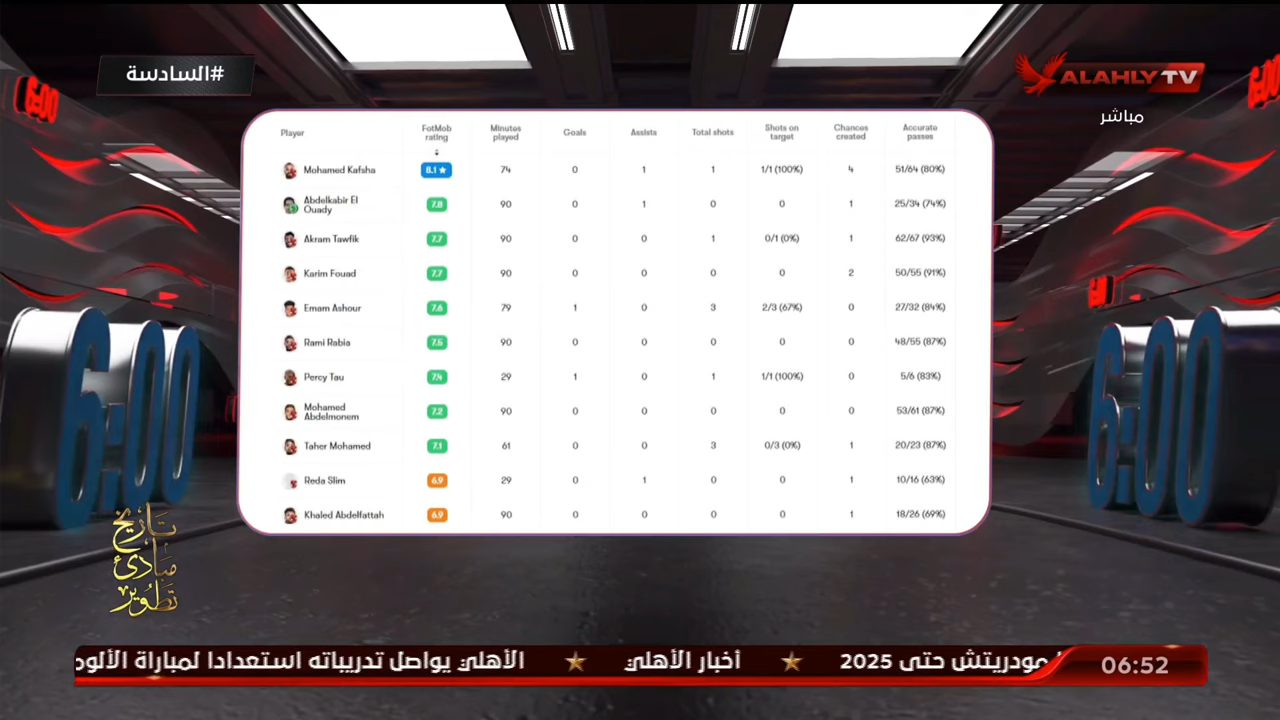 #السادسة
ALAHLY TV
مباشر
6:00
6:00
Player FotMob rating Minutes played Goals Assists Total shots Shots on target Chances created Accurate passes
Mohamed Kafsha 8.1 74 0 1 1 1/1 (100%) 4 51/64 (80%)
Abdelkabir El Ouady 7.8 90 0 1 0 0 1 25/34 (74%)
Akram Tawfik 7.7 90 0 0 1 0/1 (0%) 1 62/67 (93%)
Karim Fouad 7.7 90 0 0 0 0 2 50/55 (91%)
Emam Ashour 7.6 79 1 0 3 2/3 (67%) 0 27/32 (84%)
Rami Rabia 7.5 90 0 0 0 0 0 48/55 (87%)
Percy Tau 7.4 29 1 0 1 1/1 (100%) 0 5/6 (83%)
Mohamed Abdelmonem 7.2 90 0 0 0 0 0 53/61 (87%)
Taher Mohamed 7.1 61 0 0 3 0/3 (0%) 1 20/23 (87%)
Reda Slim 6.9 29 0 1 0 0 1 10/16 (63%)
Khaled Abdelfattah 6.9 90 0 0 0 0 1 18/26 (69%)
6:00
6:00
تاريخ
مبادئ
تطوير
مودريتش حتى 2025 ★ أخبار الأهلي ★ الأهلي يواصل تدريباته استعدادا لمباراة الألوم
06:52